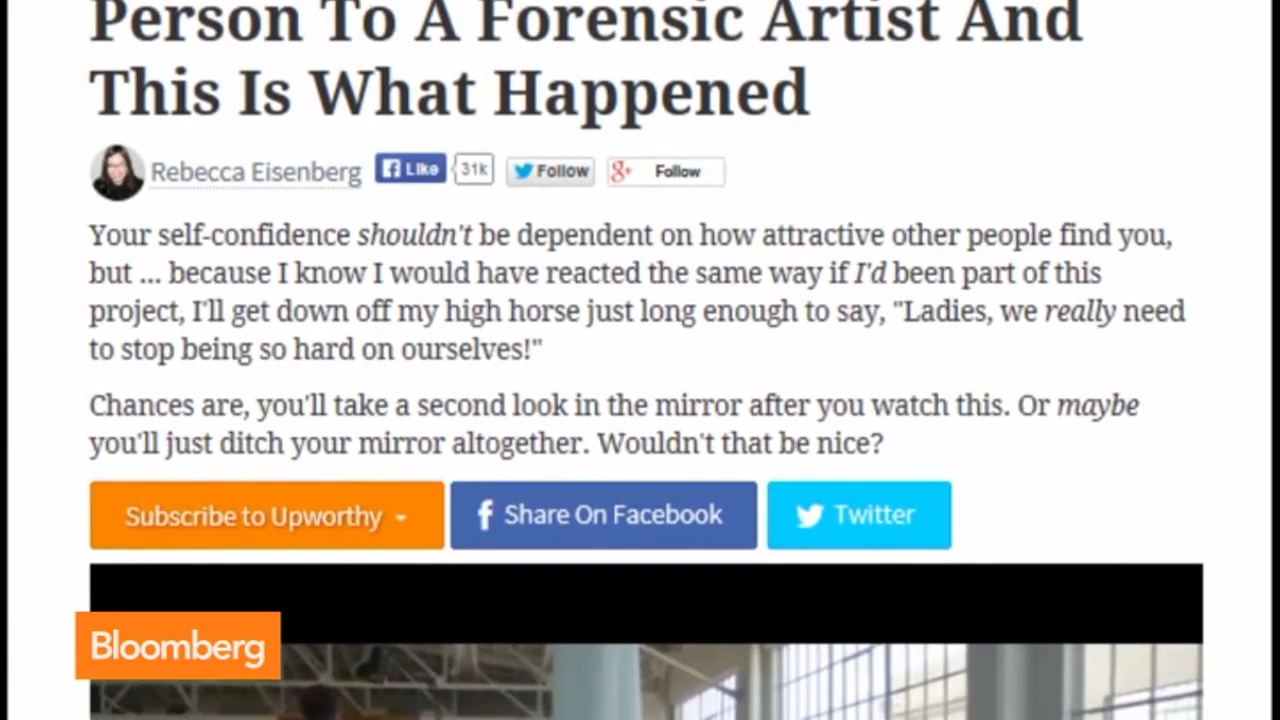 Person To A Forensic Artist And
This Is What Happened
Rebecca Eisenberg
Like
31k
Follow
g+ Follow
Your self-confidence shouldn't be dependent on how attractive other people find you,
but ... because I know I would have reacted the same way if I'd been part of this
project, I'll get down off my high horse just long enough to say, "Ladies, we really need
to stop being so hard on ourselves!"
Chances are, you'll take a second look in the mirror after you watch this. Or maybe
you'll just ditch your mirror altogether. Wouldn't that be nice?
Subscribe to Upworthy
f Share On Facebook
Twitter
Bloomberg